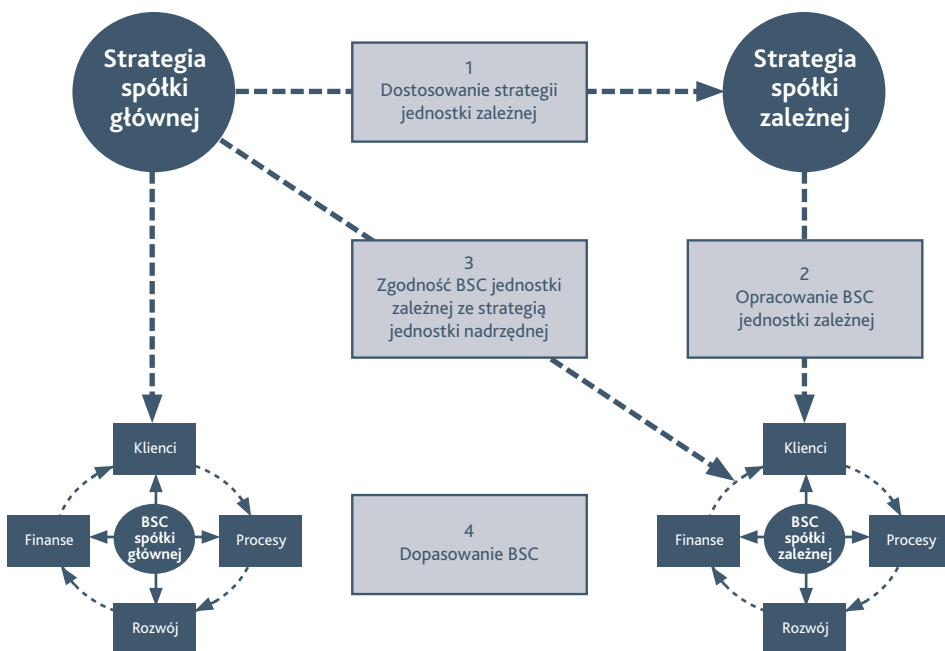 Strategia
spółki
głównej
1
Dostosowanie strategii
jednostki zależnej
Strategia
spółki
zależnej
3
Zgodność BSC jednostki
zależnej ze strategią
jednostki nadrzędnej
2
Opracowanie BSC
jednostki zależnej
Klienci
Finanse
BSC
spółki
głównej
Procesy
Rozwój
4
Dopasowanie BSC
Klienci
Finanse
BSC
spółki
zależnej
Procesy
Rozwój